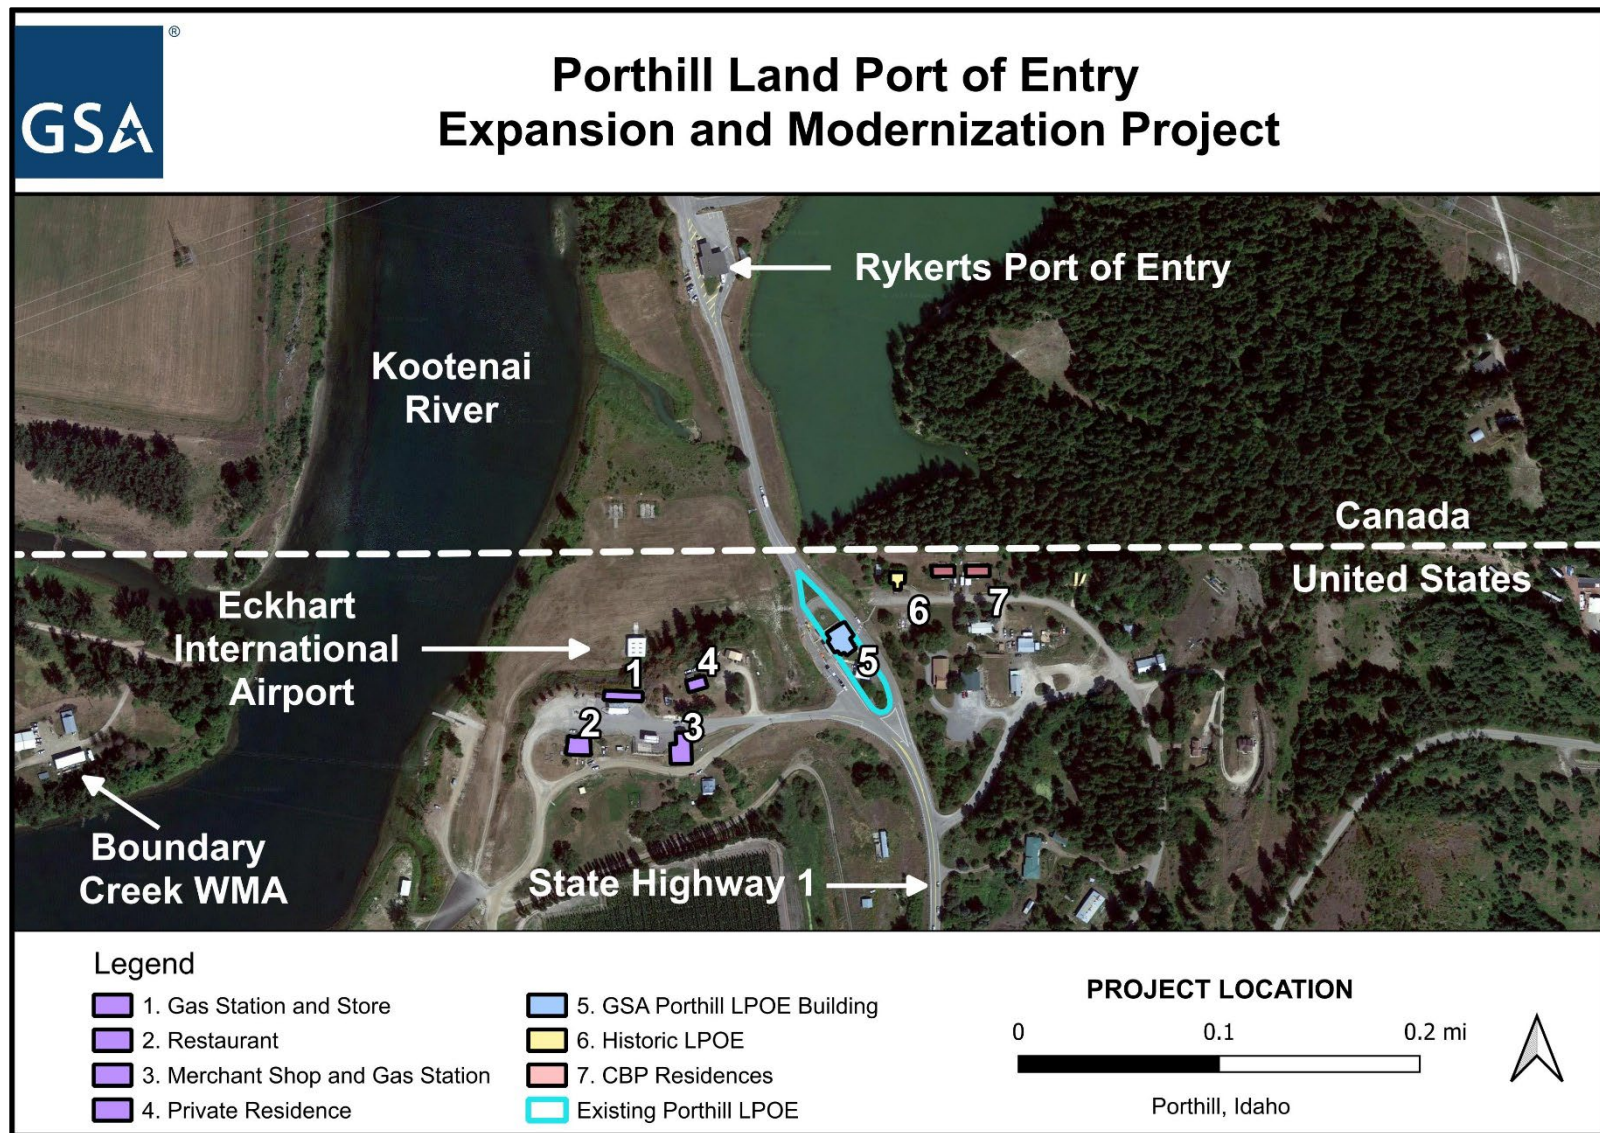 GSA
®
Porthill Land Port of Entry
Expansion and Modernization Project
Rykerts Port of Entry
Kootenai
River
Canada
United States
Eckhart
International
Airport
1
2
3
4
5
6
7
Boundary
Creek WMA
State Highway 1
Legend
1. Gas Station and Store
2. Restaurant
3. Merchant Shop and Gas Station
4. Private Residence
5. GSA Porthill LPOE Building
6. Historic LPOE
7. CBP Residences
Existing Porthill LPOE
PROJECT LOCATION
0 0.1 0.2 mi
Porthill, Idaho